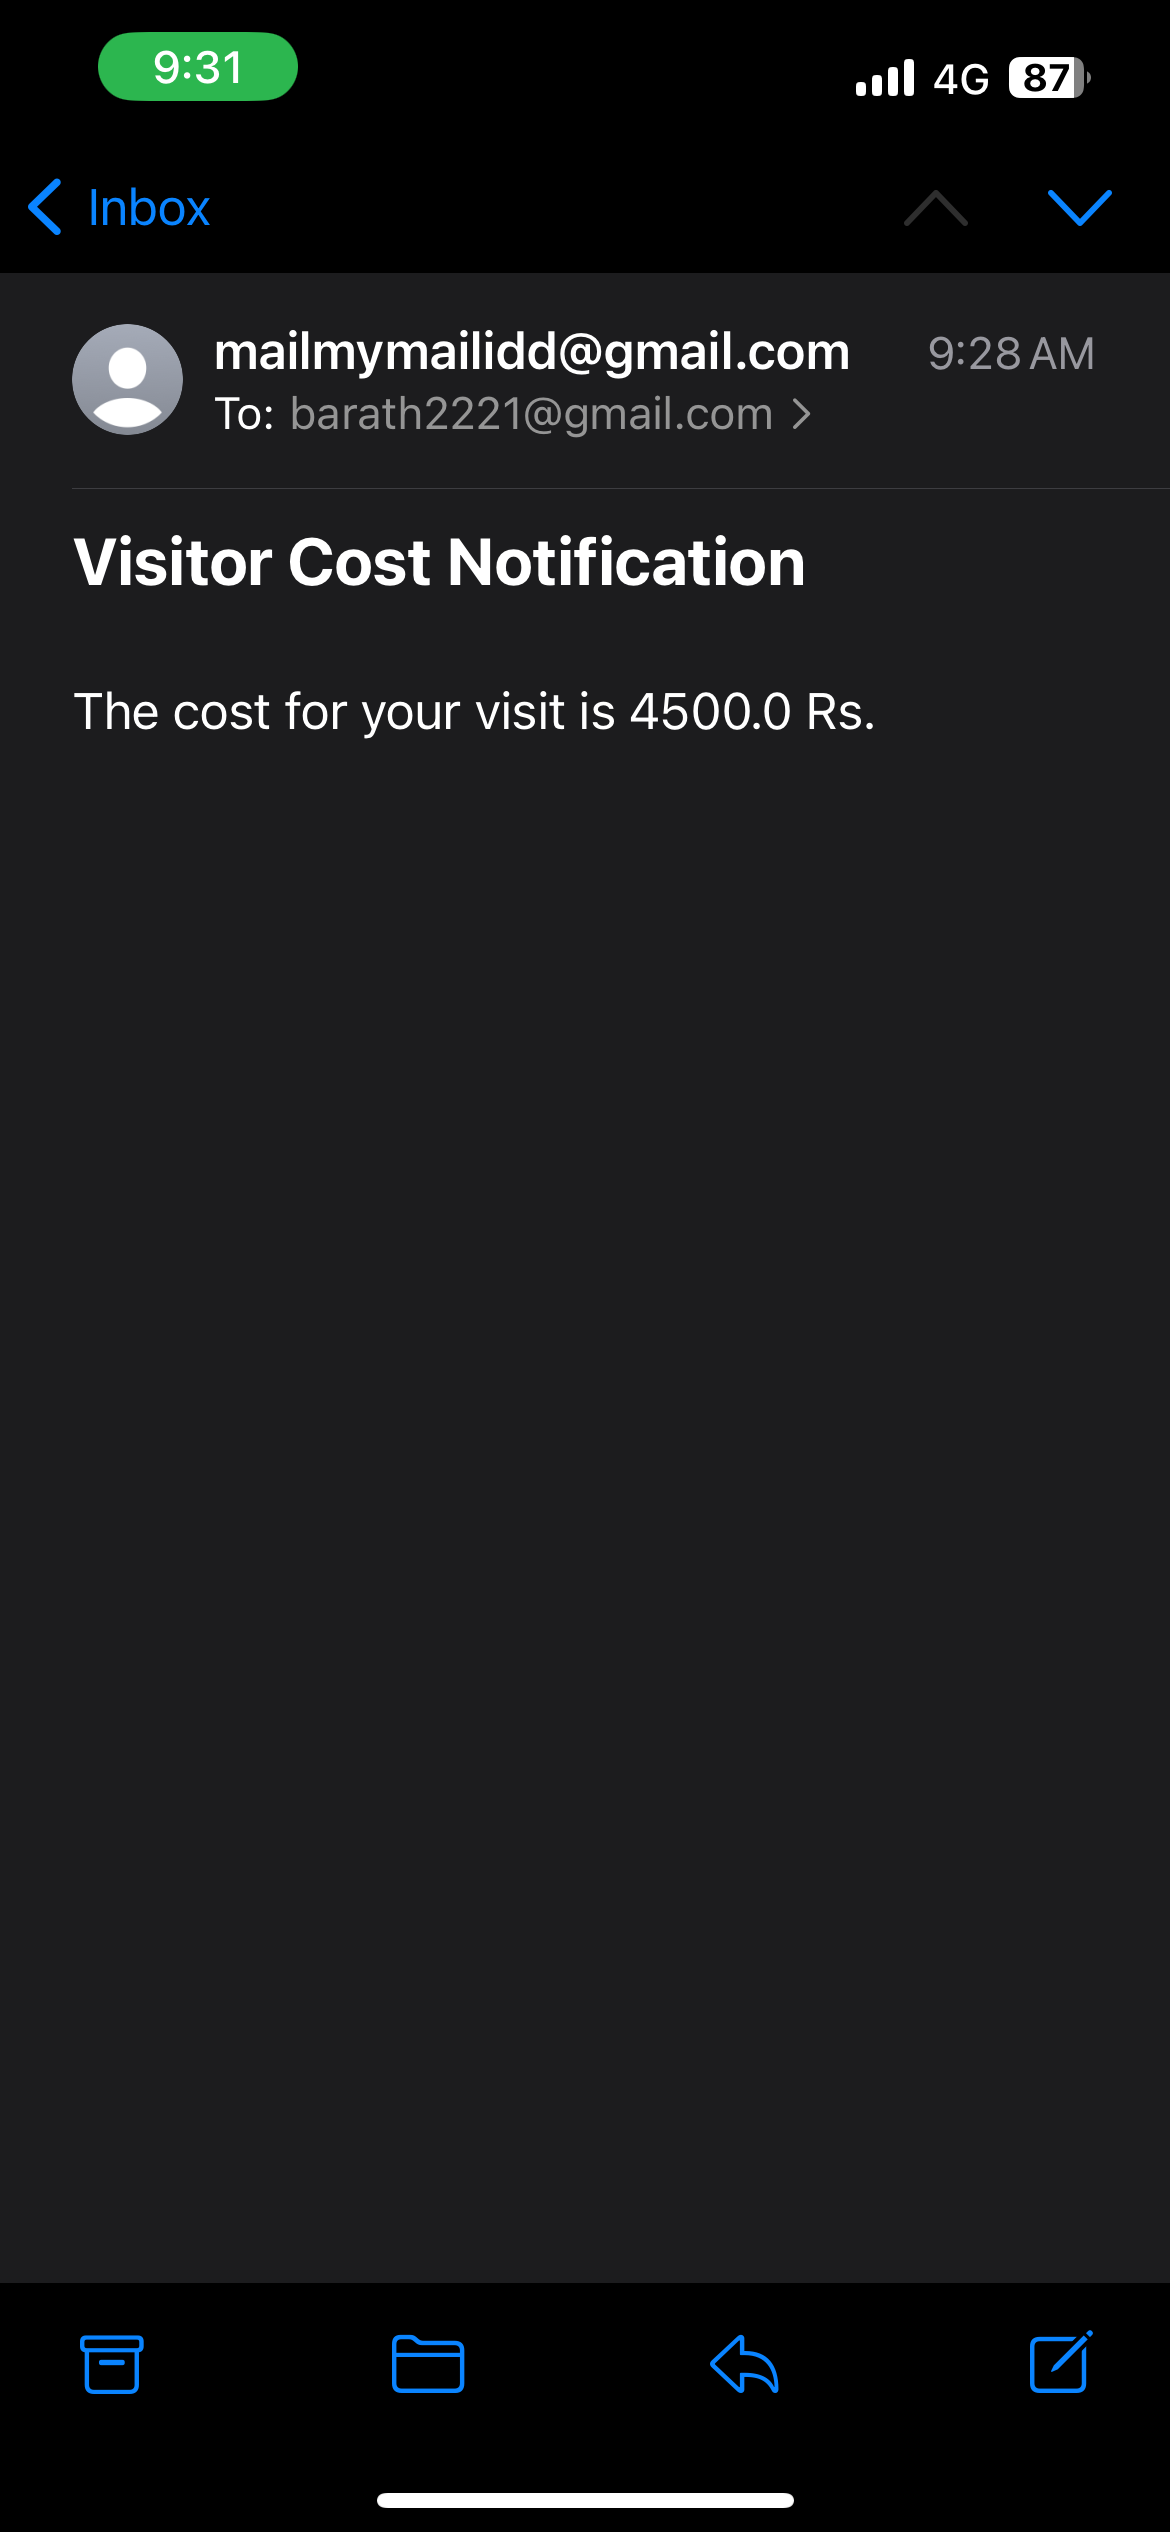 9:31
4G 87
Inbox
mailmymailidd@gmail.com 9:28 AM
To: barath2221@gmail.com
Visitor Cost Notification
The cost for your visit is 4500.0 Rs.